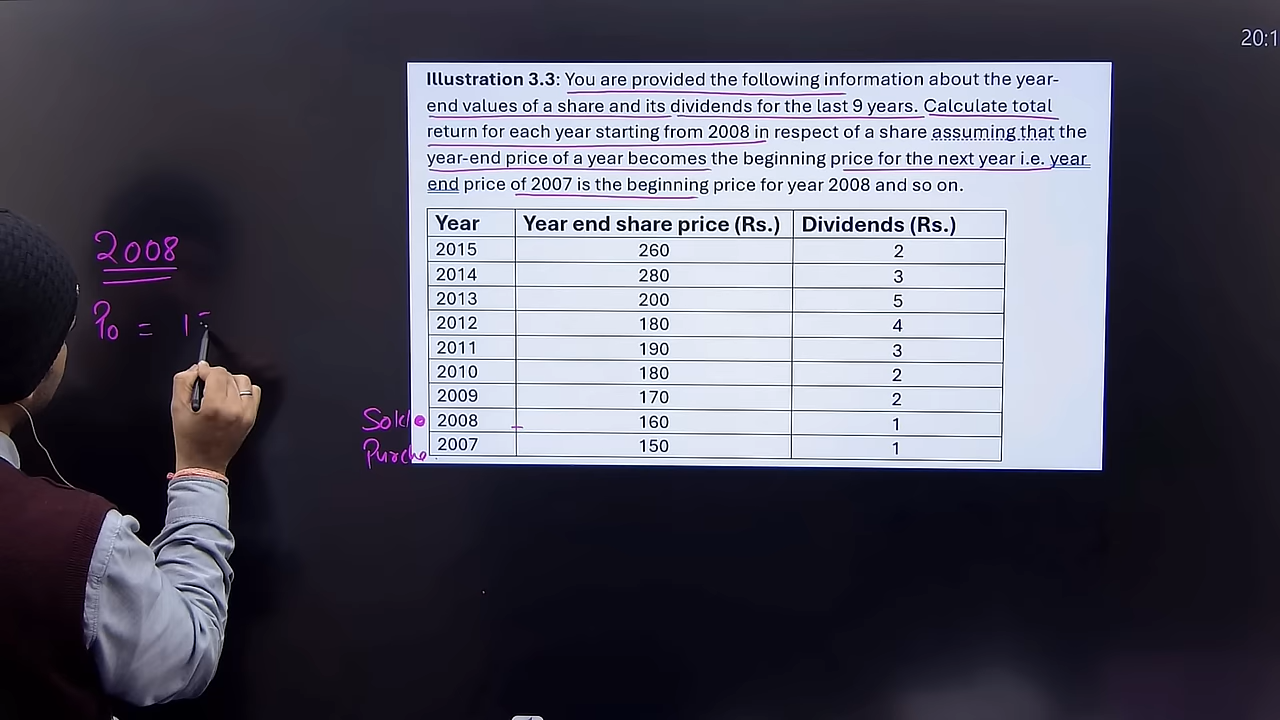 20:1
Illustration 3.3: You are provided the following information about the year-
end values of a share and its dividends for the last 9 years. Calculate total
return for each year starting from 2008 in respect of a share assuming that the
year-end price of a year becomes the beginning price for the next year i.e. year
end price of 2007 is the beginning price for year 2008 and so on.
Year Year end share price (Rs.) Dividends (Rs.)
2015 260 2
2014 280 3
2013 200 5
2012 180 4
2011 190 3
2010 180 2
2009 170 2
Sold 2008 160 1
Purcha 2007 150 1
2008
P0 = 1